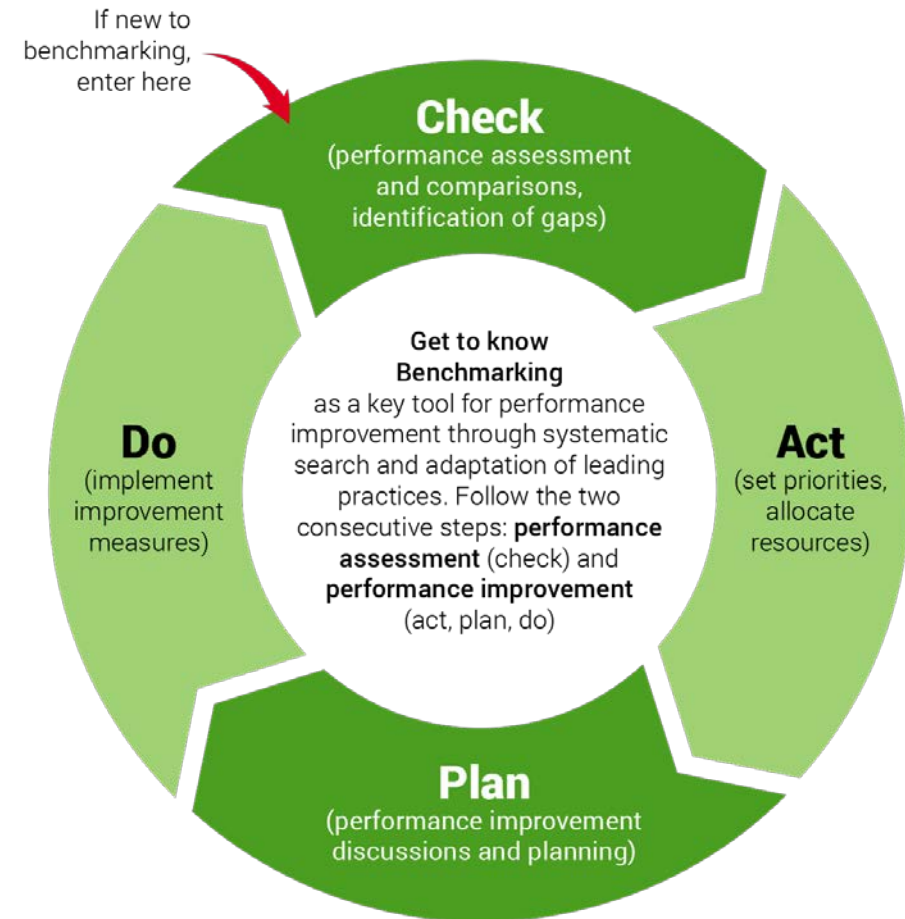 If new to
benchmarking,
enter here
Check
(performance assessment
and comparisons,
identification of gaps)
Get to know
Benchmarking
as a key tool for performance
improvement through systematic
search and adaptation of leading
practices. Follow the two
consecutive steps: performance
assessment (check) and
performance improvement
(act, plan, do)
Do
(implement
improvement
measures)
Act
(set priorities,
allocate
resources)
Plan
(performance improvement
discussions and planning)